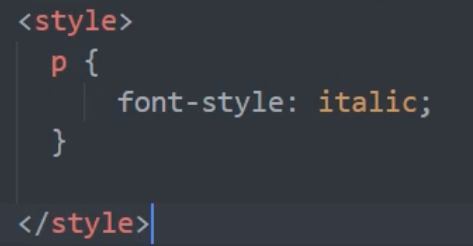 <style>
p {
font-style: italic;
}
</style>